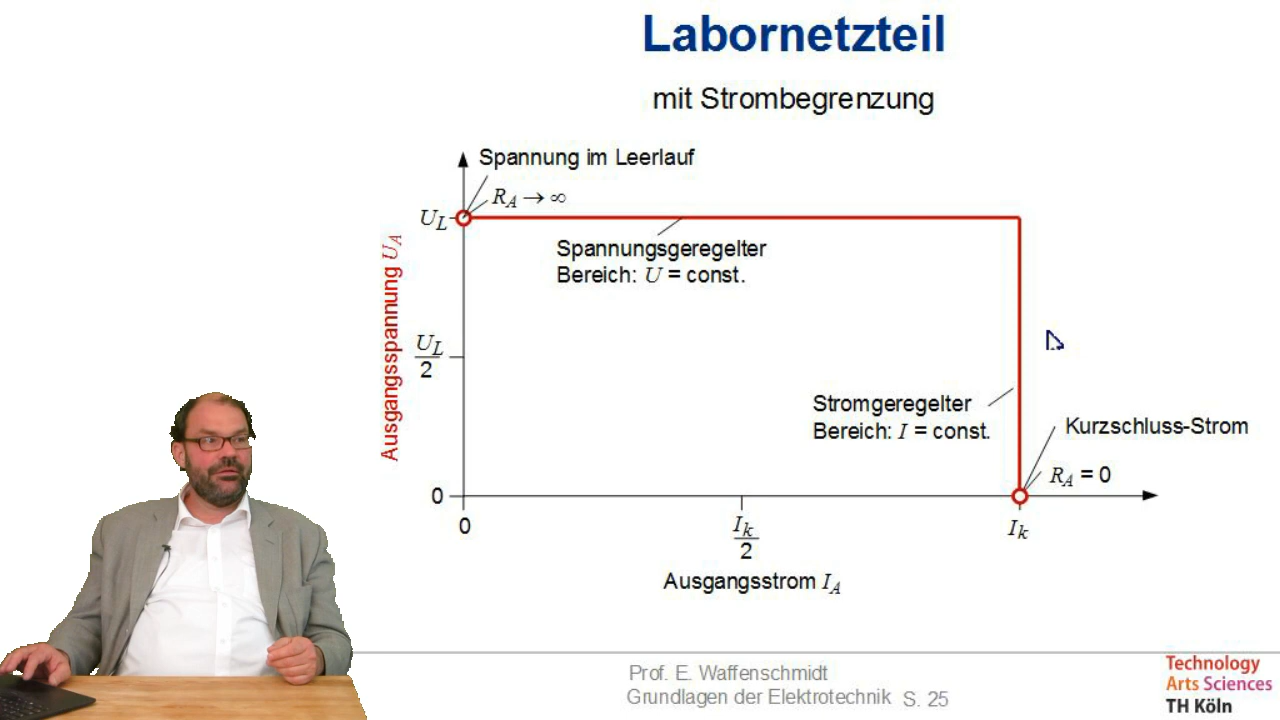 Labornetzteil
mit Strombegrenzung
Spannung im Leerlauf
R_A → ∞
U_L
Spannungsgeregelter
Bereich: U = const.
Ausgangsspannung U_A
U_L
2
Stromgeregelter
Bereich: I = const.
Kurzschluss-Strom
R_A = 0
0
0
I_k
2
I_k
Ausgangsstrom I_A
Prof. E. Waffenschmidt
Grundlagen der Elektrotechnik S. 25
Technology
Arts Sciences
TH Köln